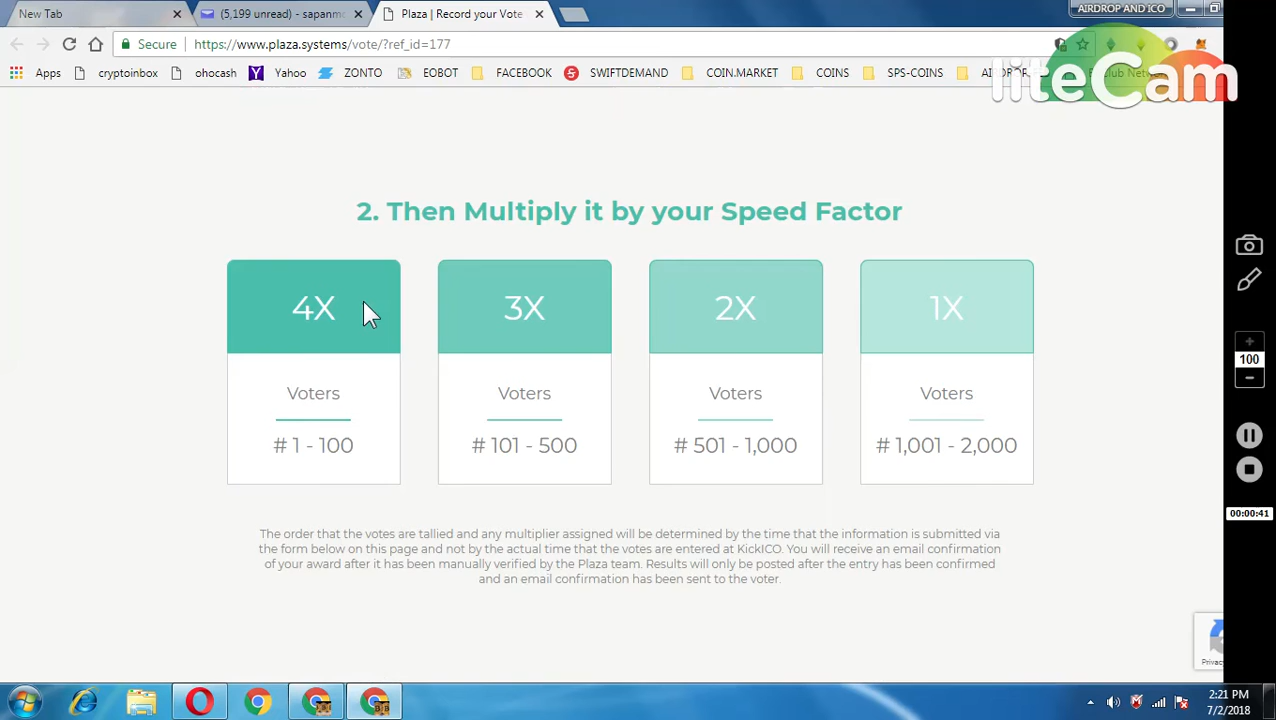 New Tab
(5,199 unread) - sapanmo
Plaza | Record your Vote
AIRDROP AND ICO
Secure
https://www.plaza.systems/vote/?ref_id=177
Apps
cryptoinbox
ohocash
Yahoo
ZONTO
EOBOT
FACEBOOK
SWIFTDEMAND
COIN.MARKET
COINS
SPS-COINS
liteCam
2. Then Multiply it by your Speed Factor
4X
3X
2X
1X
Voters
Voters
Voters
Voters
# 1 - 100
# 101 - 500
# 501 - 1,000
# 1,001 - 2,000
The order that the votes are tallied and any multiplier assigned will be determined by the time that the information is submitted via
the form below on this page and not by the actual time that the votes are entered at KickICO. You will receive an email confirmation
of your award after it has been manually verified by the Plaza team. Results will only be posted after the entry has been confirmed
and an email confirmation has been sent to the voter.
100
00:00:41
Privac
2:21 PM
7/2/2018